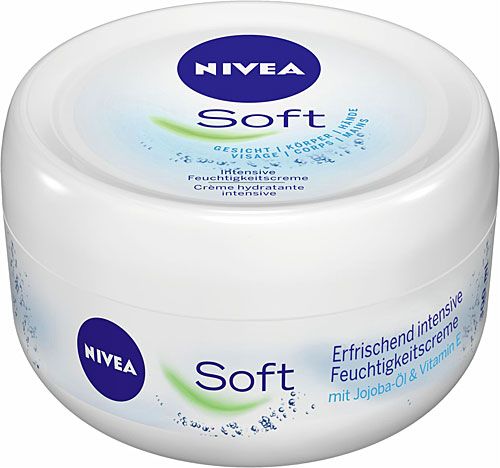 NIVEA
Soft
GESICHT | KÖRPER | HÄNDE
VISAGE | CORPS | MAINS
Intensive
Feuchtigkeitscreme
Crème hydratante
intensive
NIVEA
Soft
Erfrischend intensive
Feuchtigkeitscreme
mit Jojoba-Öl & Vitamin E